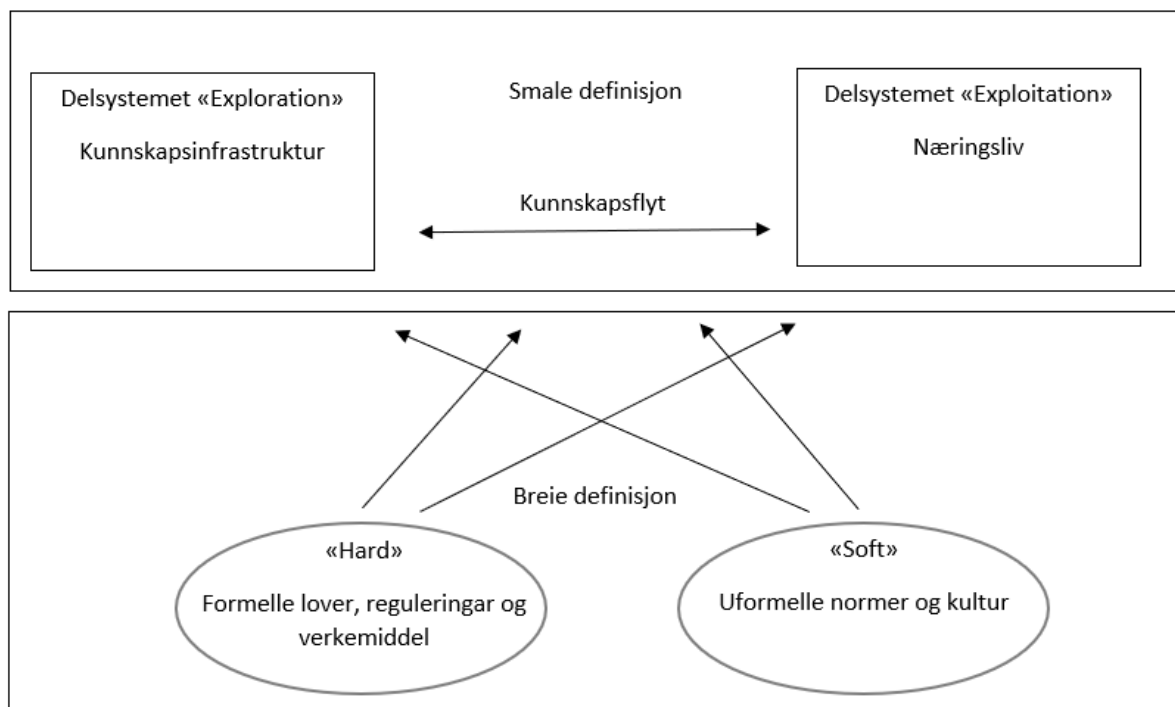 Delsystemet «Exploration»
Kunnskapsinfrastruktur
Smale definisjon
Kunnskapsflyt
Delsystemet «Exploitation»
Næringsliv
Breie definisjon
«Hard»
Formelle lover, reguleringar og
verkemiddel
«Soft»
Uformelle normer og kultur